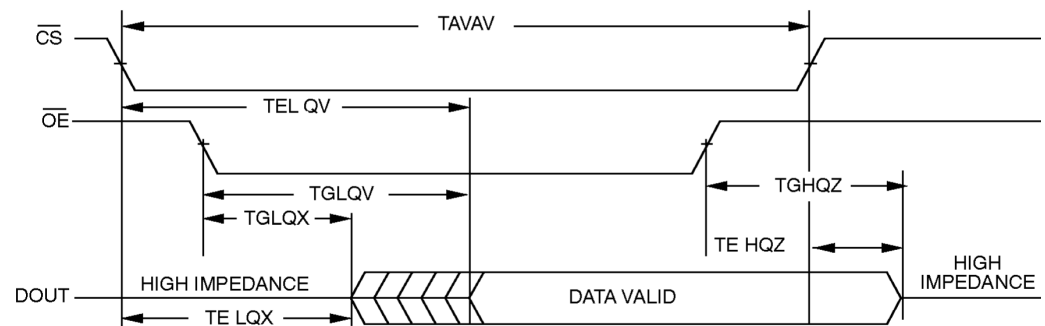 TAVAV
CS
TEL QV
OE
TGLQV
TGHQZ
TGLQX
TE HQZ
HIGH IMPEDANCE
HIGH
IMPEDANCE
DOUT
DATA VALID
TE LQX